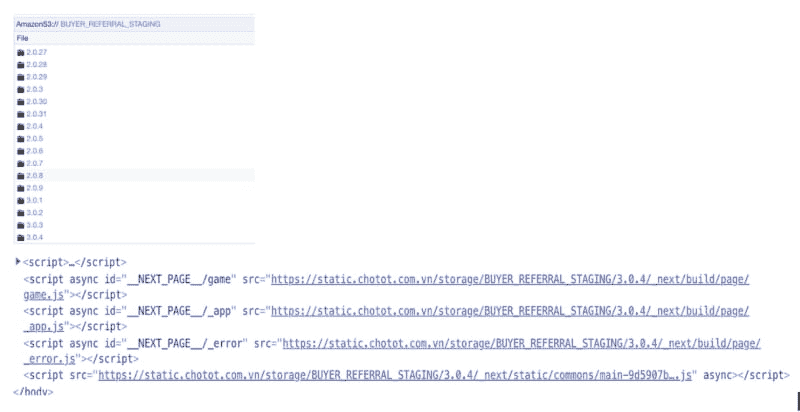 AmazonS3:// BUYER_REFERRAL_STAGING
File
2.0.27
2.0.28
2.0.29
2.0.3
2.0.30
2.0.31
2.0.4
2.0.5
2.0.6
2.0.7
2.0.8
2.0.9
3.0.1
3.0.2
3.0.3
3.0.4
<script>…</script>
<script async id="__NEXT_PAGE__/game" src="https://static.chotot.com.vn/storage/BUYER_REFERRAL_STAGING/3.0.4/_next/build/page/
game.js"></script>
<script async id="__NEXT_PAGE__/_app" src="https://static.chotot.com.vn/storage/BUYER_REFERRAL_STAGING/3.0.4/_next/build/page/
_app.js"></script>
<script async id="__NEXT_PAGE__/_error" src="https://static.chotot.com.vn/storage/BUYER_REFERRAL_STAGING/3.0.4/_next/build/page/
_error.js"></script>
<script src="https://static.chotot.com.vn/storage/BUYER_REFERRAL_STAGING/3.0.4/_next/static/commons/main-9d5907b….js" async></script>
</body>